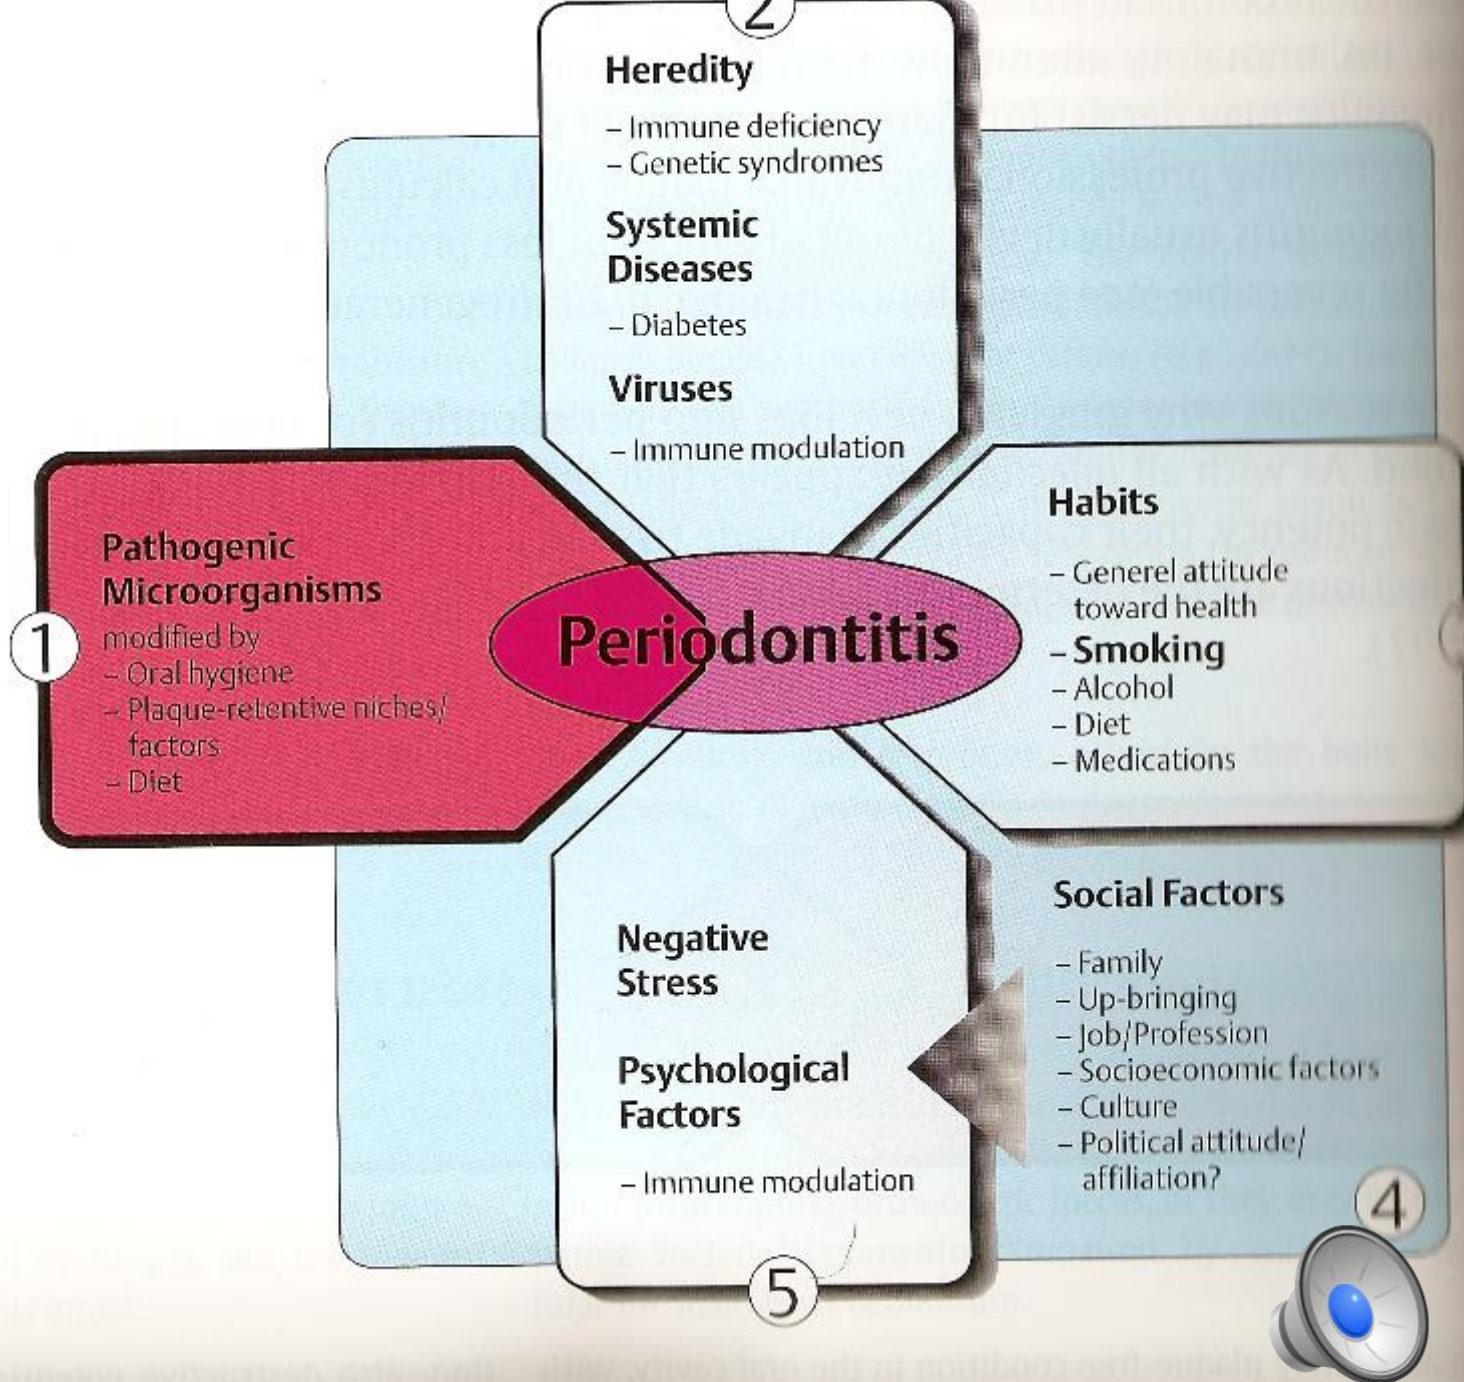 2
Heredity
– Immune deficiency
– Genetic syndromes
Systemic
Diseases
– Diabetes
Viruses
– Immune modulation
1
Pathogenic
Microorganisms
modified by
– Oral hygiene
– Plaque-retentive niches/
factors
– Diet
Periodontitis
Habits
– Generel attitude
toward health
– Smoking
– Alcohol
– Diet
– Medications
Negative
Stress
Psychological
Factors
– Immune modulation
5
Social Factors
– Family
– Up-bringing
– Job/Profession
– Socioeconomic factors
– Culture
– Political attitude/
affiliation?
4